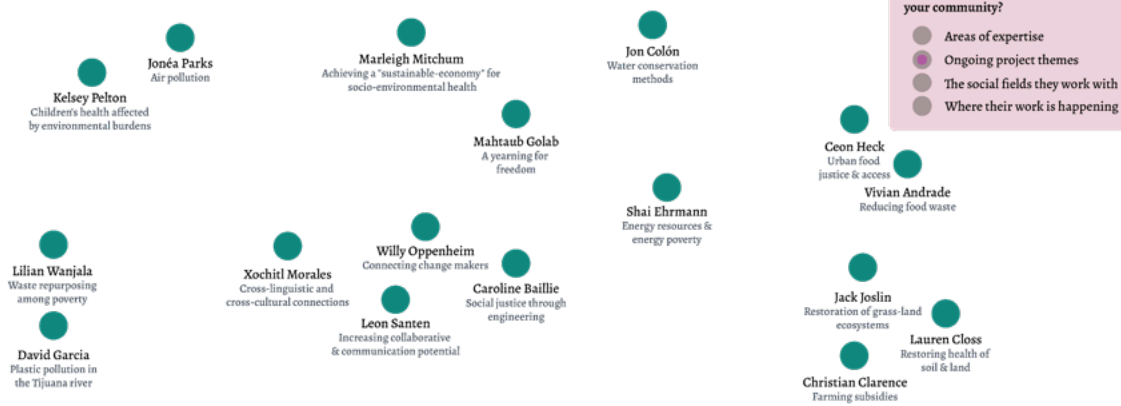 your community?
Areas of expertise
Ongoing project themes
The social fields they work with
Where their work is happening
Jonéa Parks
Air pollution
Kelsey Pelton
Children's health affected
by environmental burdens
Marleigh Mitchum
Achieving a "sustainable-economy" for
socio-environmental health
Mahtaub Golab
A yearning for
freedom
Jon Colón
Water conservation
methods
Ceon Heck
Urban food
justice & access
Vivian Andrade
Reducing food waste
Shai Ehrmann
Energy resources &
energy poverty
Lilian Wanjala
Waste repurposing
among poverty
David Garcia
Plastic pollution in
the Tijuana river
Xochitl Morales
Cross-linguistic and
cross-cultural connections
Willy Oppenheim
Connecting change makers
Leon Santen
Increasing collaborative
& communication potential
Caroline Baillie
Social justice through
engineering
Jack Joslin
Restoration of grass-land
ecosystems
Lauren Closs
Restoring health of
soil & land
Christian Clarence
Farming subsidies